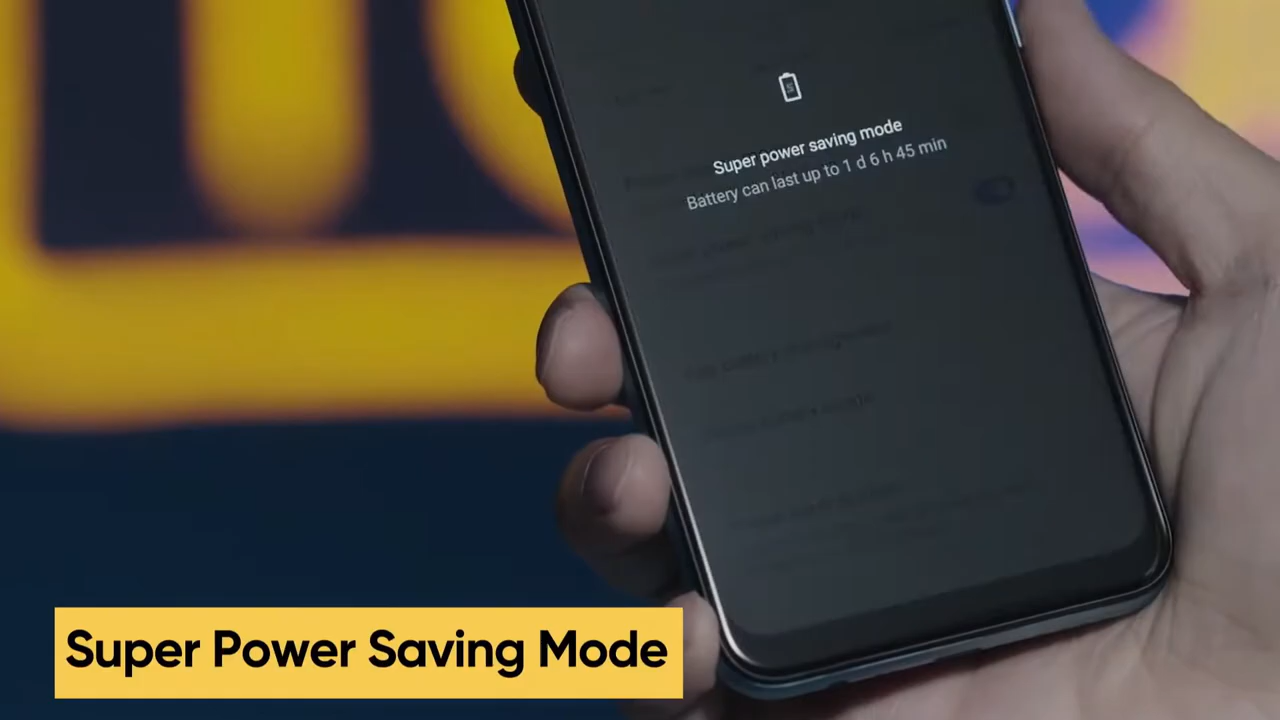 Super power saving mode
Battery can last up to 1 d 6 h 45 min
Super Power Saving Mode